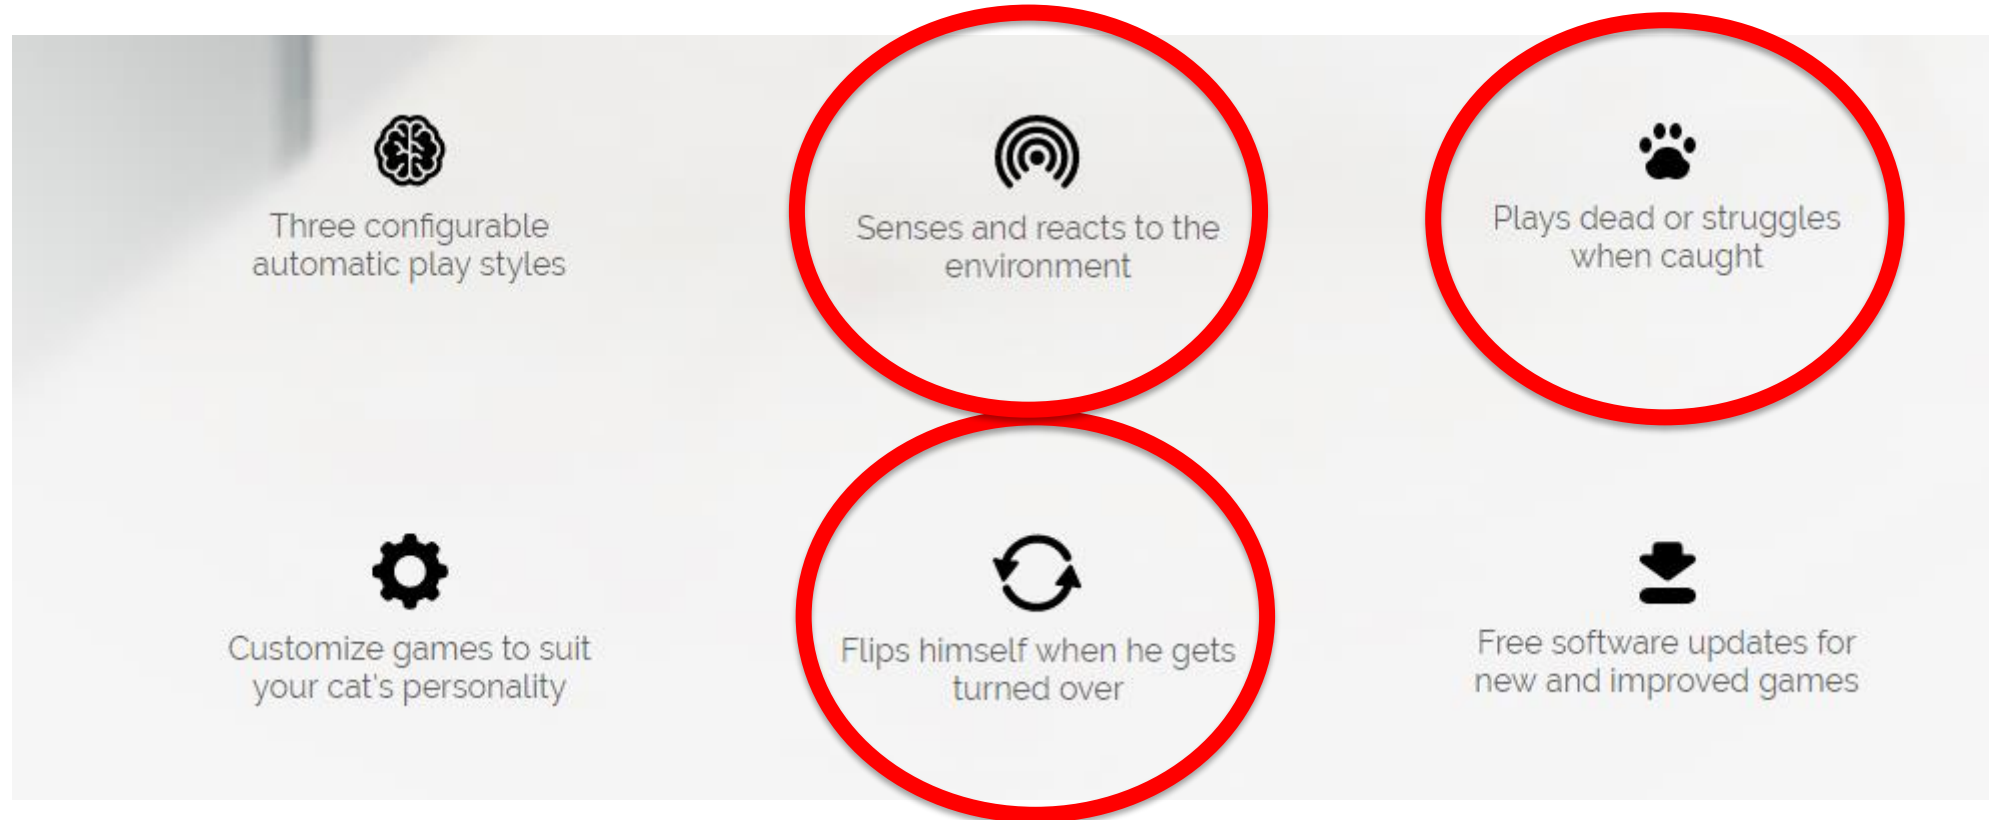 Three configurable
automatic play styles
Senses and reacts to the
environment
Plays dead or struggles
when caught
Customize games to suit
your cat's personality
Flips himself when he gets
turned over
Free software updates for
new and improved games